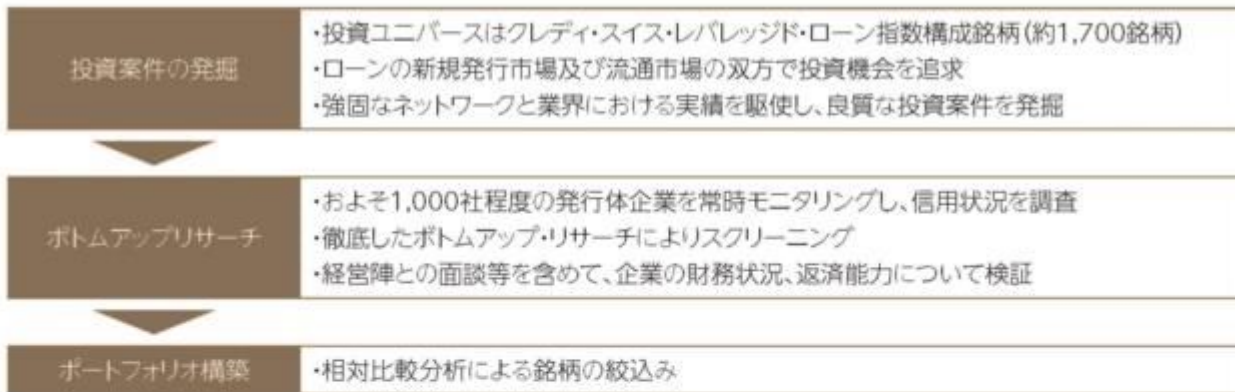 投資案件の発掘
・投資ユニバースはクレディ・スイス・レバレッジド・ローン指数構成銘柄(約1,700銘柄)
・ローンの新規発行市場及び流通市場の双方で投資機会を追求
・強固なネットワークと業界における実績を駆使し、良質な投資案件を発掘
ボトムアップリサーチ
・およそ1,000社程度の発行体企業を常時モニタリングし、信用状況を調査
・徹底したボトムアップ・リサーチによりスクリーニング
・経営陣との面談等を含めて、企業の財務状況、返済能力について検証
ポートフォリオ構築
・相対比較分析による銘柄の絞込み